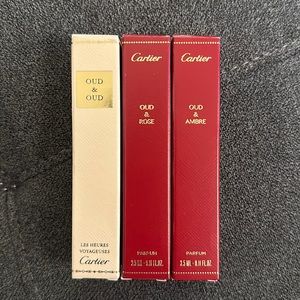 OUD
&
OUD
LES HEURES
VOYAGEUSES
Cartier
Cartier
OUD
&
ROSE
PARFUM
3.5 ML - 0.11 FL.OZ.
Cartier
OUD
&
AMBRE
PARFUM
3.5 ML - 0.11 FL.OZ.